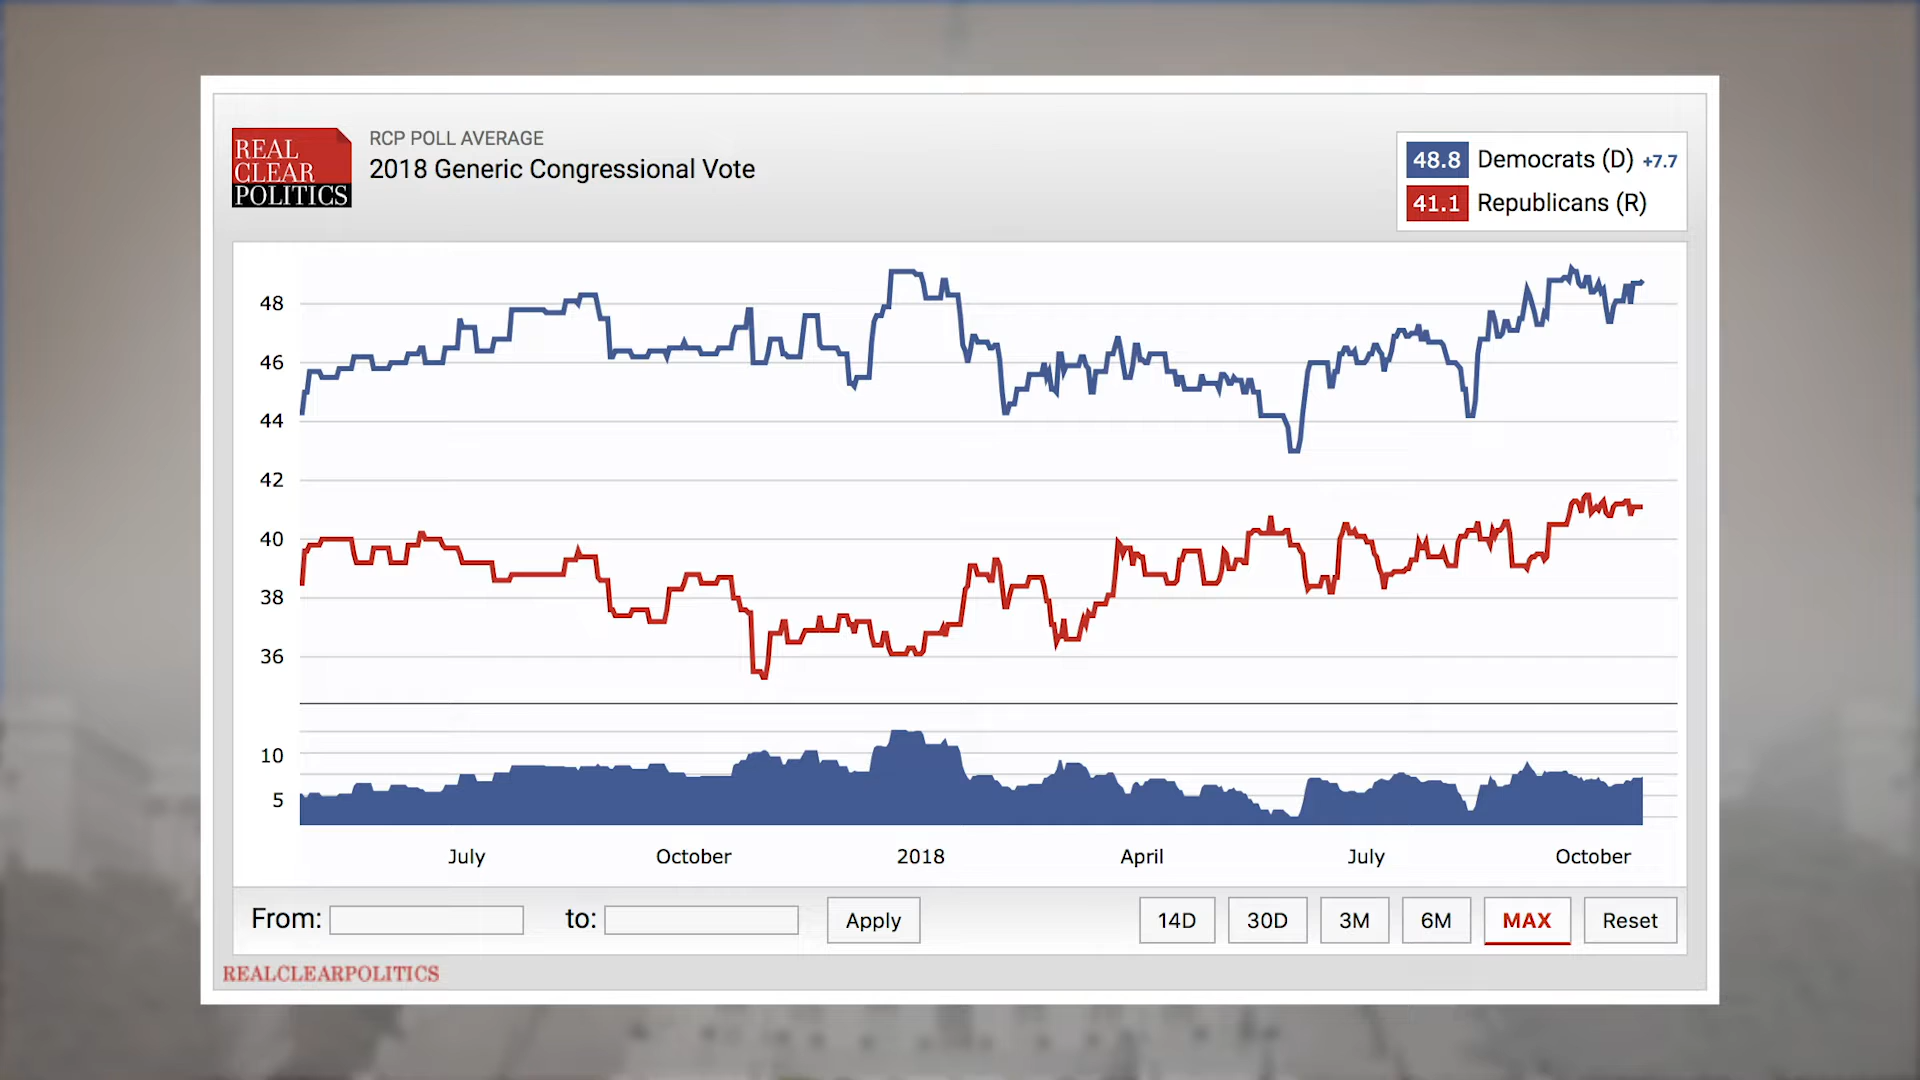 REAL
CLEAR
POLITICS
RCP POLL AVERAGE
2018 Generic Congressional Vote
48.8 Democrats (D) +7.7
41.1 Republicans (R)
48
46
44
42
40
38
36
10
5
July October 2018 April July October
From: to: Apply 14D 30D 3M 6M MAX Reset
REALCLEARPOLITICS